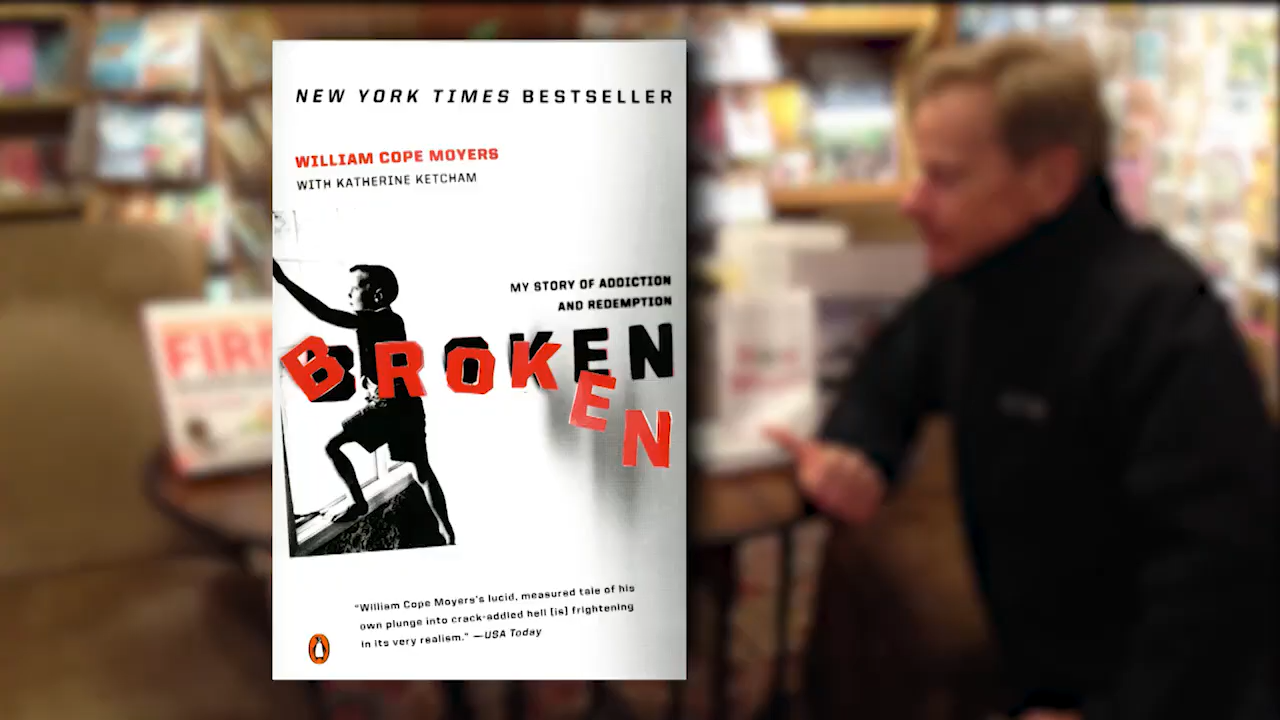 NEW YORK TIMES BESTSELLER
WILLIAM COPE MOYERS
WITH KATHERINE KETCHAM
MY STORY OF ADDICTION
AND REDEMPTION
BROKEN
"William Cope Moyers's lucid, measured tale of his
own plunge into crack-addled hell [is] frightening
in its very realism." —USA Today